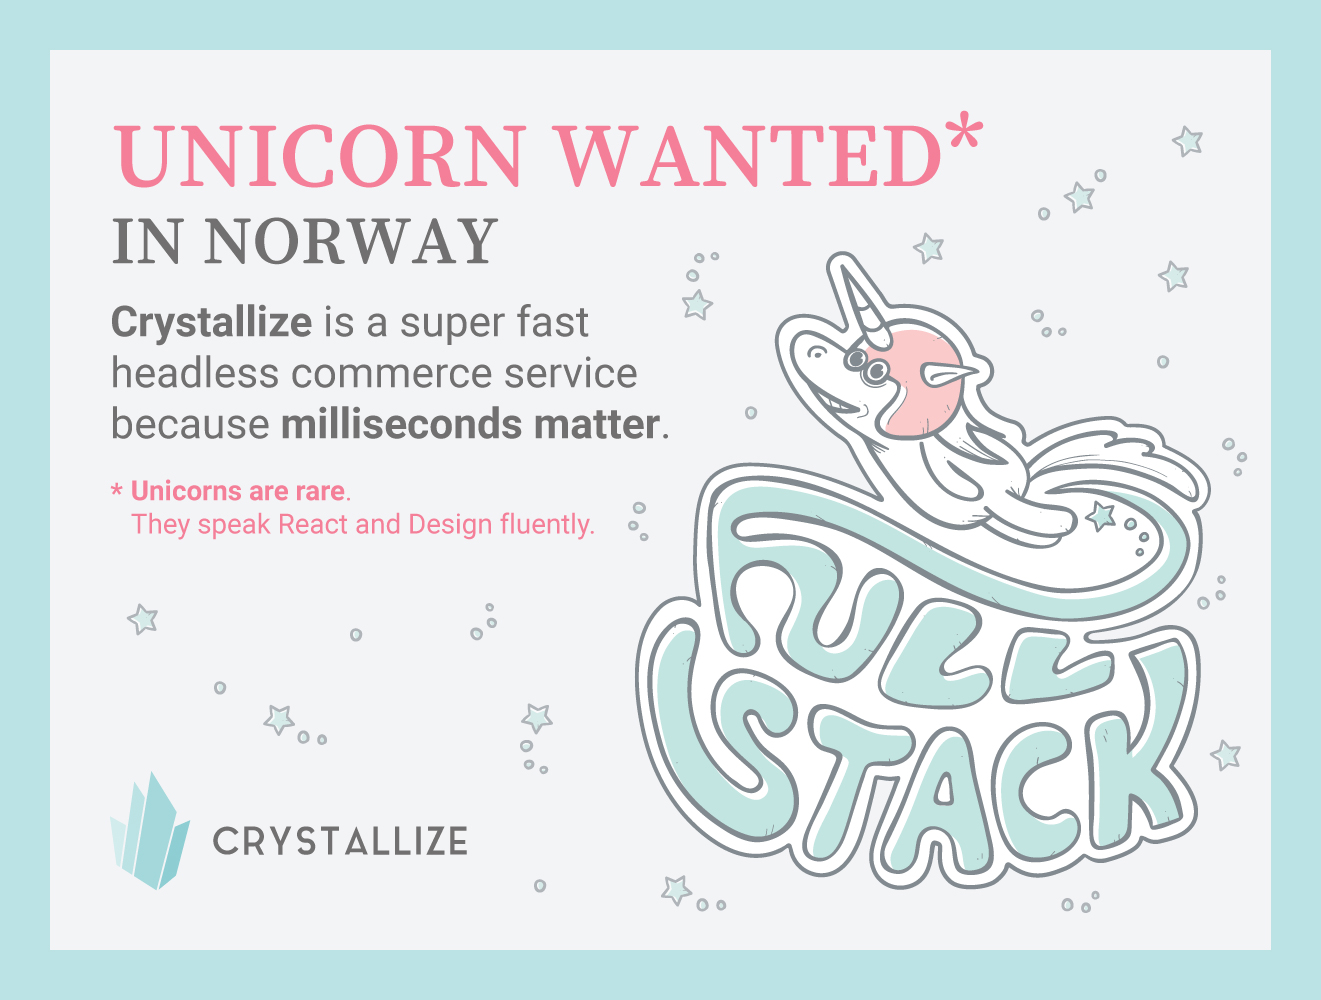 UNICORN WANTED*
IN NORWAY
Crystallize is a super fast
headless commerce service
because milliseconds matter.
* Unicorns are rare.
They speak React and Design fluently.
FULL
STACK
CRYSTALLIZE